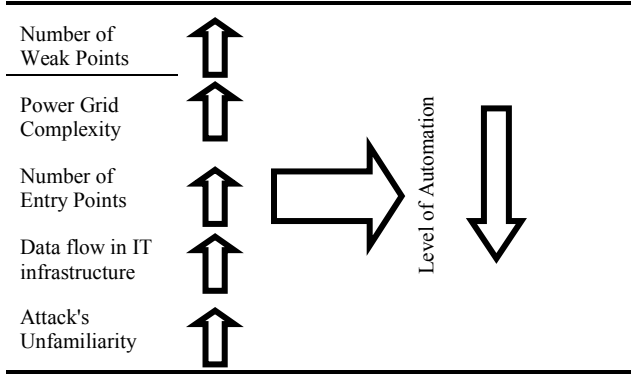 Number of
Weak Points
Power Grid
Complexity
Number of
Entry Points
Data flow in IT
infrastructure
Attack's
Unfamiliarity
Level of Automation